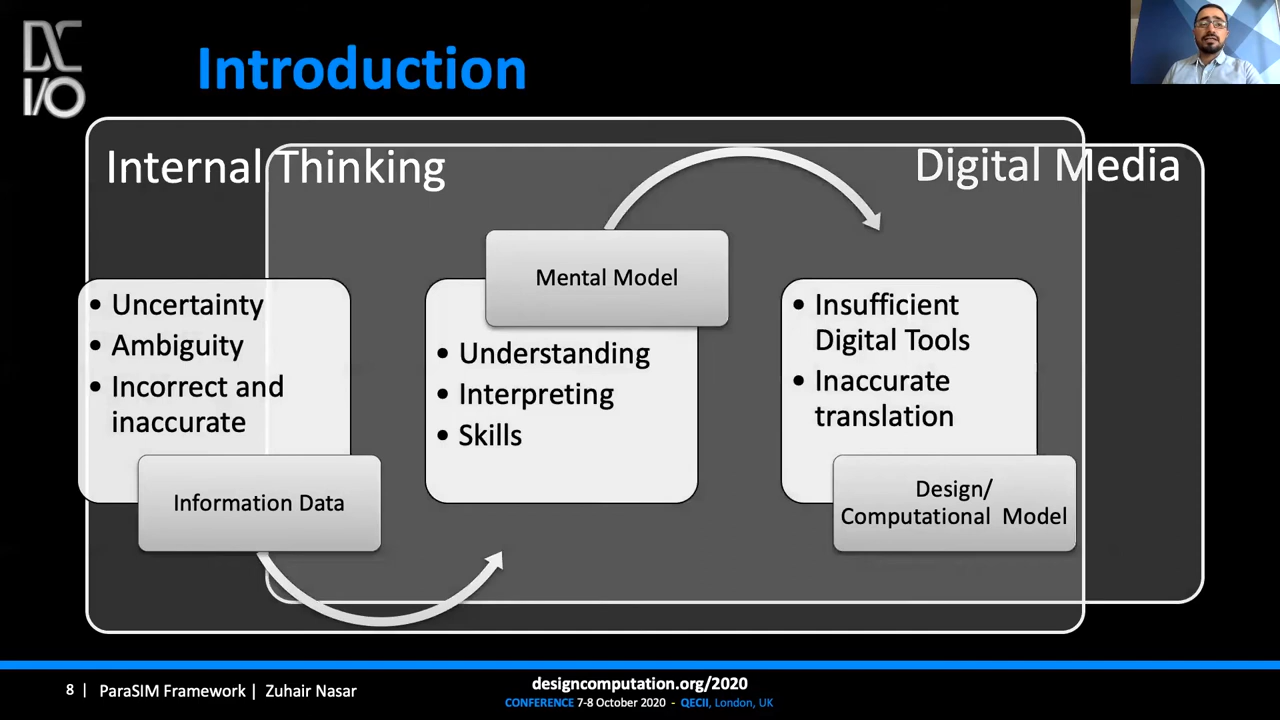 DC
I/O
Introduction
Internal Thinking
Digital Media
• Uncertainty
• Ambiguity
• Incorrect and
inaccurate
Information Data
Mental Model
• Understanding
• Interpreting
• Skills
• Insufficient
Digital Tools
• Inaccurate
translation
Design/
Computational Model
8 | ParaSIM Framework | Zuhair Nasar
designcomputation.org/2020
CONFERENCE 7-8 October 2020 - QECII, London, UK